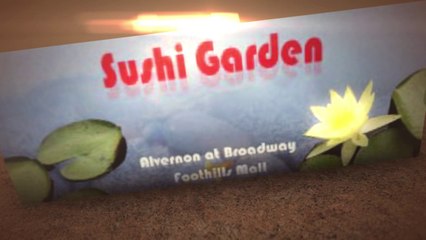 Sushi Garden
Alvernon at Broadway
Foothills Mall